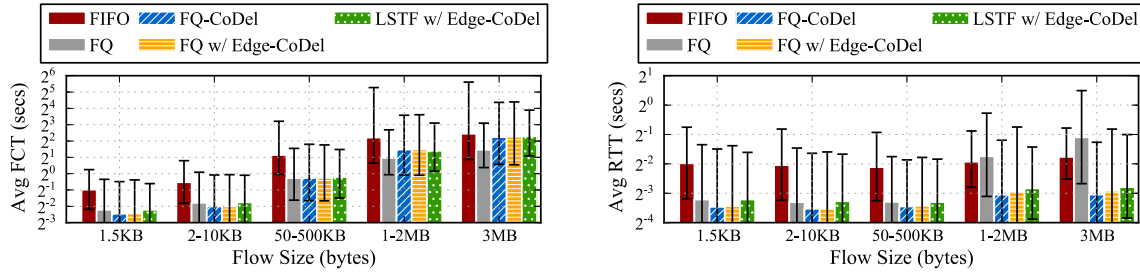 FIFO FQ-CoDel LSTF w/ Edge-CoDel
FQ FQ w/ Edge-CoDel
Avg FCT (secs)
2^6
2^5
2^4
2^3
2^2
2^1
2^0
2^-1
2^-2
2^-3
1.5KB 2-10KB 50-500KB 1-2MB 3MB
Flow Size (bytes)
FIFO FQ-CoDel LSTF w/ Edge-CoDel
FQ FQ w/ Edge-CoDel
Avg RTT (secs)
2^1
2^0
2^-1
2^-2
2^-3
2^-4
1.5KB 2-10KB 50-500KB 1-2MB 3MB
Flow Size (bytes)